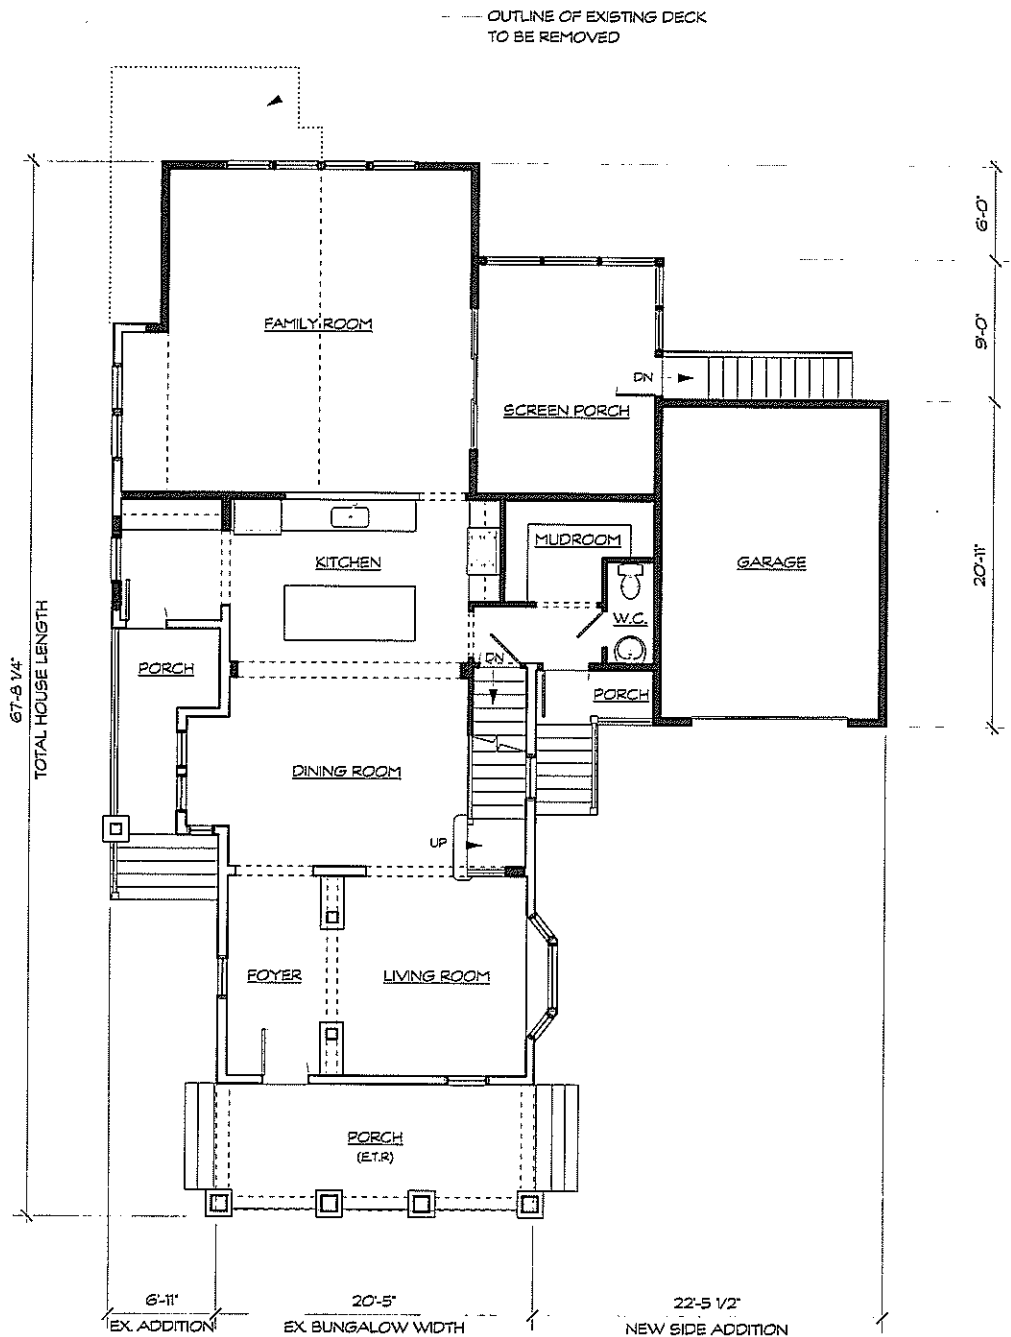 OUTLINE OF EXISTING DECK
TO BE REMOVED
6'-0"
FAMILY ROOM
9'-0"
DN
SCREEN PORCH
MUDROOM
KITCHEN
GARAGE
20'-11"
W.C.
67'-8 1/4"
TOTAL HOUSE LENGTH
PORCH
DN
PORCH
DINING ROOM
UP
FOYER
LIVING ROOM
PORCH
(E.T.R)
6'-11"
20'-5"
22'-5 1/2"
EX. ADDITION
EX. BUNGALOW WIDTH
NEW SIDE ADDITION